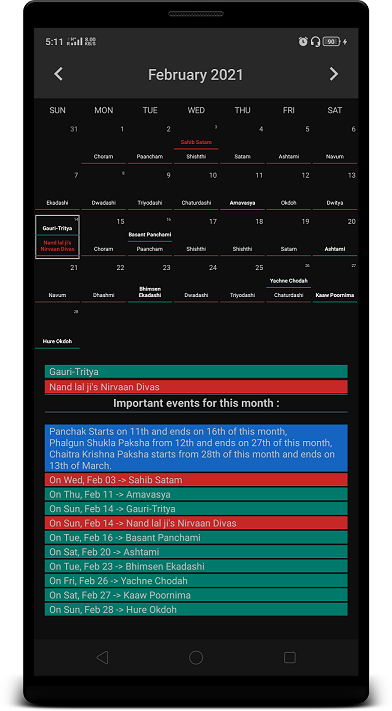 5:11 4G 8.00 KB/S 90
February 2021
SUN MON TUE WED THU FRI SAT
31 1 2 3 4 5 6
Sahib Satam
Choram Paancham Shishthi Satam Ashtami Navum
7 8 9 10 11 12 13
Ekadashi Dwadashi Triyodashi Chaturdashi Amavasya Okdoh Dwitya
14 15 16 17 18 19 20
Gauri-Tritya Basant Panchami
Nand lal ji's
Nirvaan Divas Choram Paancham Shishthi Shishthi Satam Ashtami
21 22 23 24 25 26 27
Yachne Chodah
Bhimsen
Navum Dhashmi Ekadashi Dwadashi Triyodashi Chaturdashi Kaaw Poornima
28
Hure Okdoh
Gauri-Tritya
Nand lal ji's Nirvaan Divas
Important events for this month :
Panchak Starts on 11th and ends on 16th of this month,
Phalgun Shukla Paksha from 12th and ends on 27th of this month,
Chaitra Krishna Paksha starts from 28th of this month and ends on
13th of March.
On Wed, Feb 03 -> Sahib Satam
On Thu, Feb 11 -> Amavasya
On Sun, Feb 14 -> Gauri-Tritya
On Sun, Feb 14 -> Nand lal ji's Nirvaan Divas
On Tue, Feb 16 -> Basant Panchami
On Sat, Feb 20 -> Ashtami
On Tue, Feb 23 -> Bhimsen Ekadashi
On Fri, Feb 26 -> Yachne Chodah
On Sat, Feb 27 -> Kaaw Poornima
On Sun, Feb 28 -> Hure Okdoh